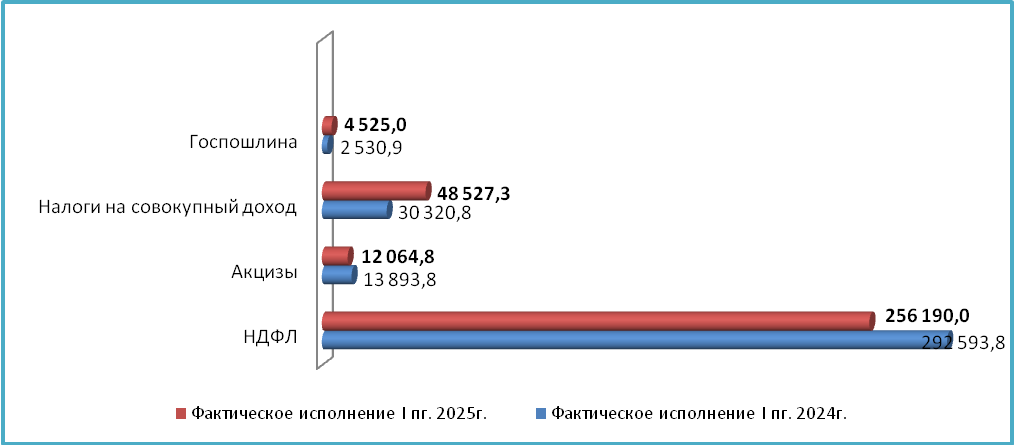 Госпошлина
4 525,0
2 530,9
Налоги на совокупный доход
48 527,3
30 320,8
Акцизы
12 064,8
13 893,8
НДФЛ
256 190,0
292 593,8
Фактическое исполнение I пг. 2025г.
Фактическое исполнение I пг. 2024г.